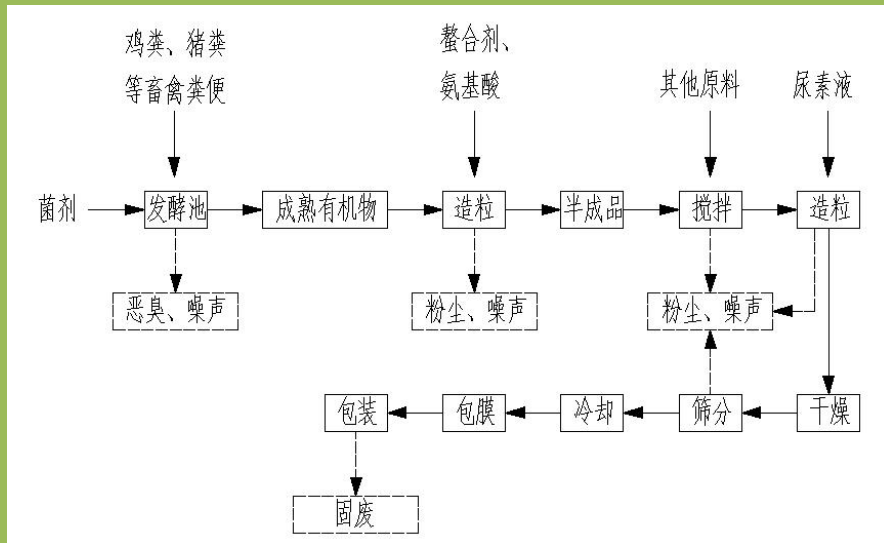 鸡粪、猪粪
等畜禽粪便
螯合剂、
氨基酸
其他原料
尿素液
菌剂
发酵池
成熟有机物
造粒
半成品
搅拌
造粒
恶臭、噪声
粉尘、噪声
粉尘、噪声
包装
包膜
冷却
筛分
干燥
固废